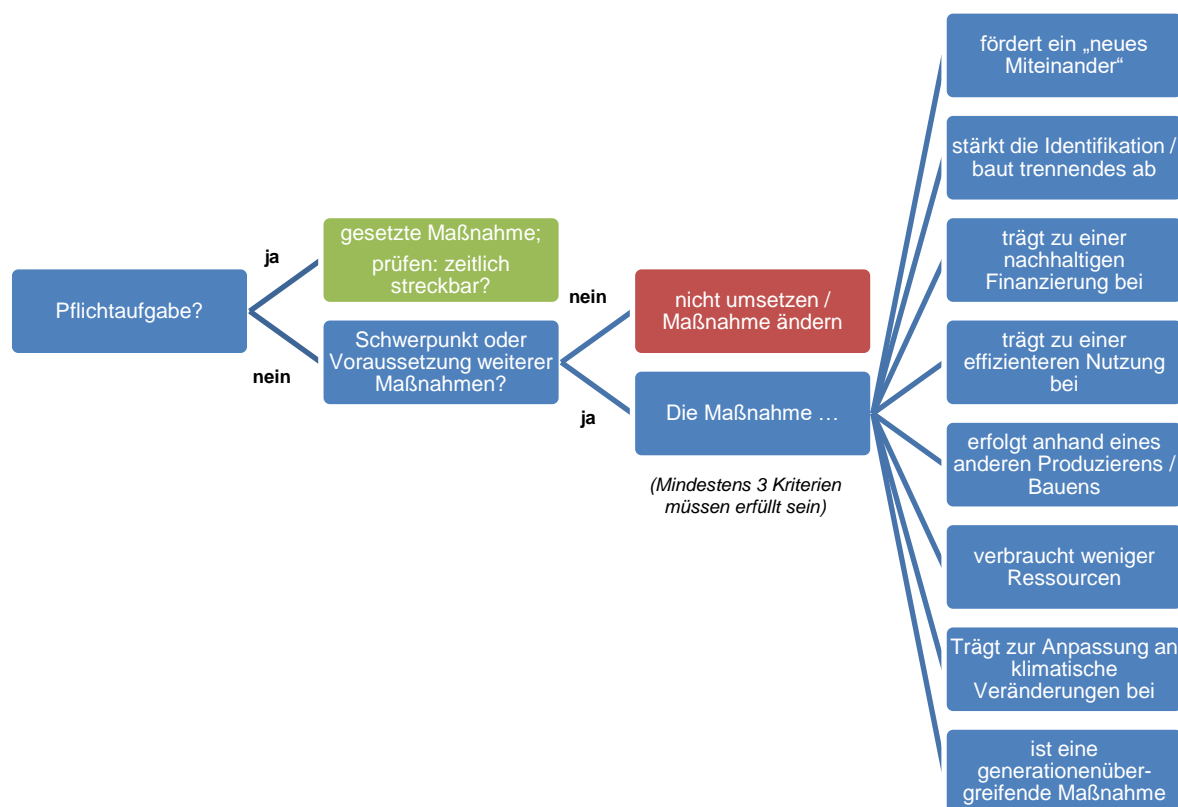 Pflichtaufgabe?
ja
nein
gesetzte Maßnahme;
prüfen: zeitlich
streckbar?
Schwerpunkt oder
Voraussetzung weiterer
Maßnahmen?
nein
ja
nicht umsetzen /
Maßnahme ändern
Die Maßnahme …
(Mindestens 3 Kriterien
müssen erfüllt sein)
fördert ein „neues
Miteinander“
stärkt die Identifikation /
baut trennendes ab
trägt zu einer
nachhaltigen
Finanzierung bei
trägt zu einer
effizienteren Nutzung
bei
erfolgt anhand eines
anderen Produzierens /
Bauens
verbraucht weniger
Ressourcen
Trägt zur Anpassung an
klimatische
Veränderungen bei
ist eine
generationenüber-
greifende Maßnahme